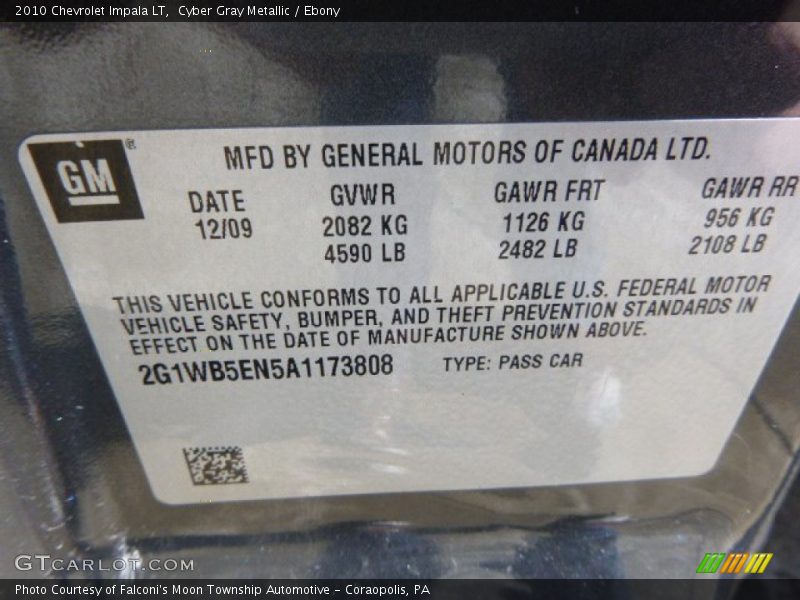 2010 Chevrolet Impala LT, Cyber Gray Metallic / Ebony
GM ®
MFD BY GENERAL MOTORS OF CANADA LTD.
DATE GVWR GAWR FRT GAWR RR
12/09 2082 KG 1126 KG 956 KG
4590 LB 2482 LB 2108 LB
THIS VEHICLE CONFORMS TO ALL APPLICABLE U.S. FEDERAL MOTOR
VEHICLE SAFETY, BUMPER, AND THEFT PREVENTION STANDARDS IN
EFFECT ON THE DATE OF MANUFACTURE SHOWN ABOVE.
2G1WB5EN5A1173808 TYPE: PASS CAR
GTCARLOT.COM
Photo Courtesy of Falconi's Moon Township Automotive - Coraopolis, PA